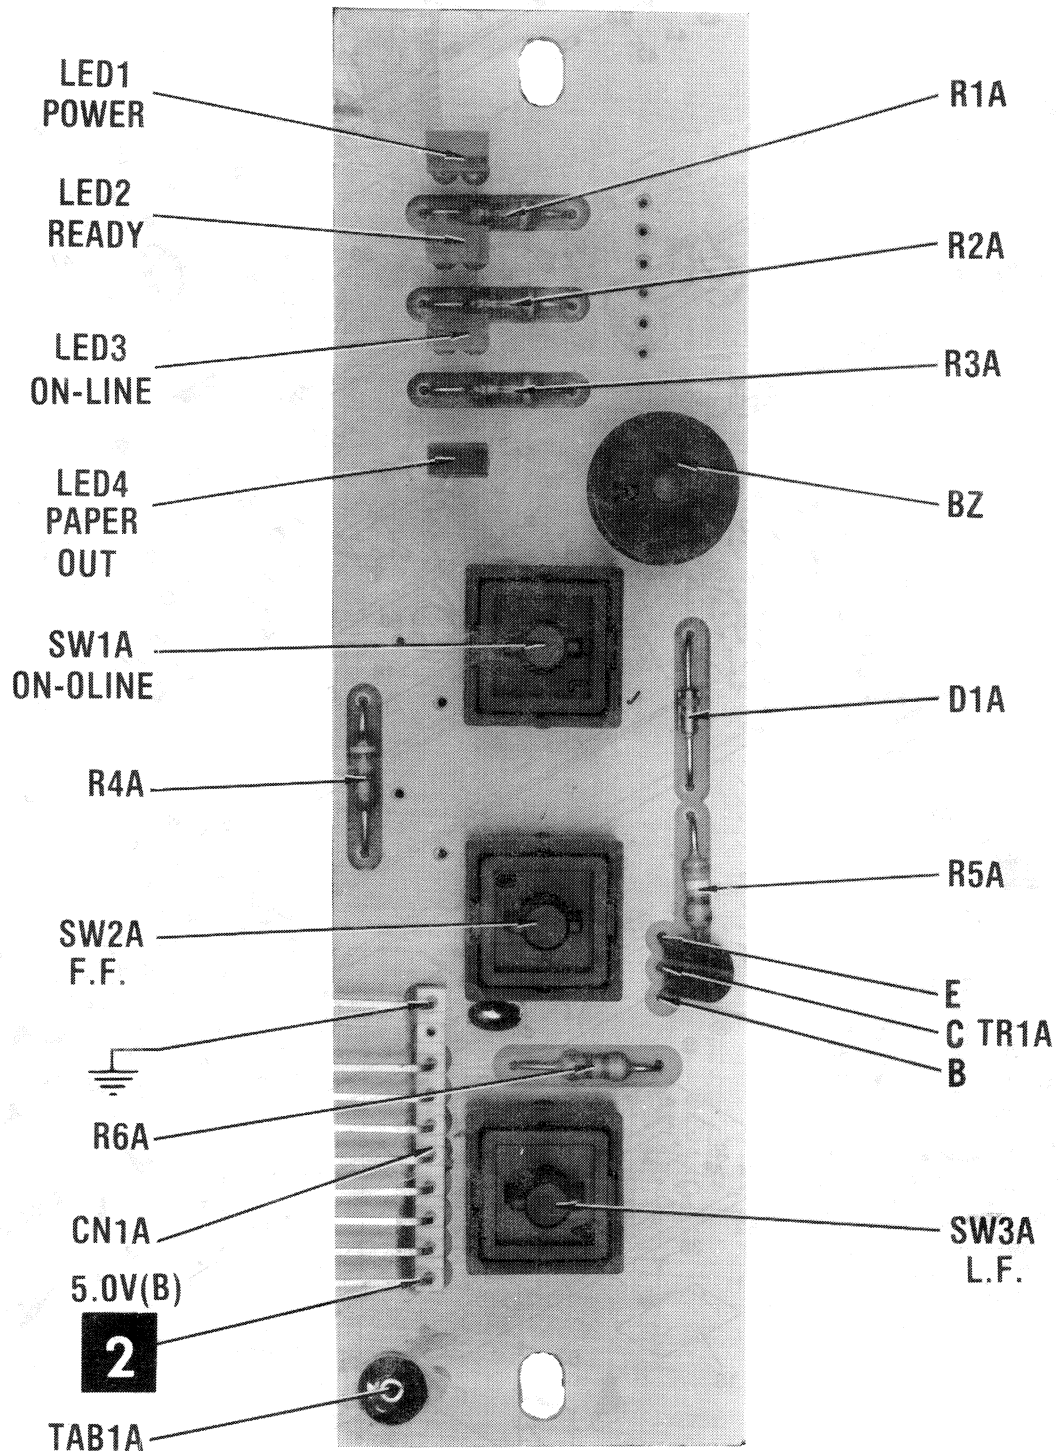 LED1
POWER
LED2
READY
LED3
ON-LINE
LED4
PAPER
OUT
SW1A
ON-OLINE
R4A
SW2A
F.F.
R6A
CN1A
5.0V(B)
2
TAB1A
R1A
R2A
R3A
BZ
D1A
R5A
E
C TR1A
B
SW3A
L.F.